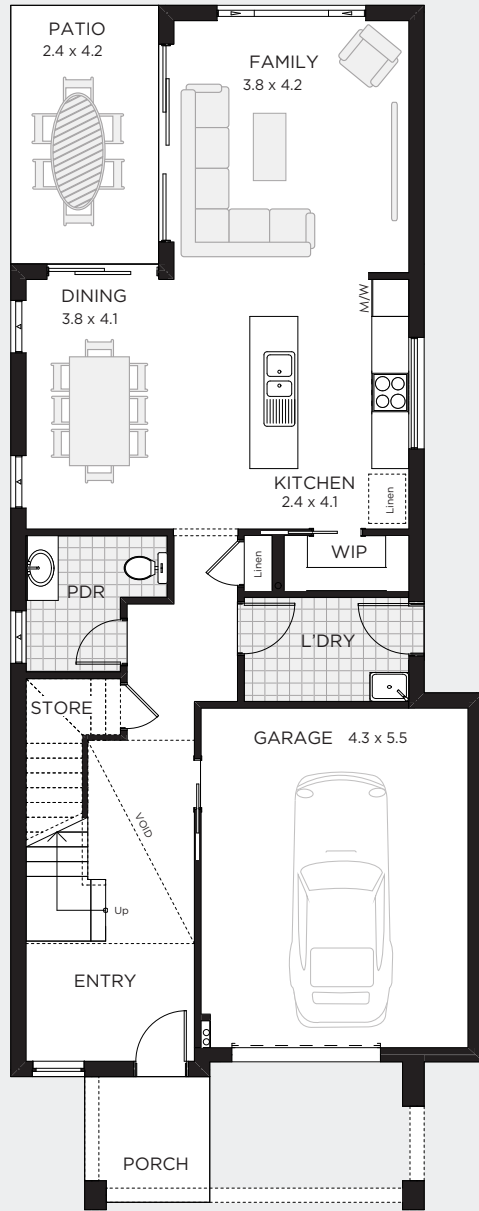 PATIO
2.4 x 4.2
FAMILY
3.8 x 4.2
DINING
3.8 x 4.1
M/W
KITCHEN
2.4 x 4.1
Linen
Linen
WIP
PDR
L'DRY
STORE
GARAGE 4.3 x 5.5
VOID
Up
ENTRY
PORCH